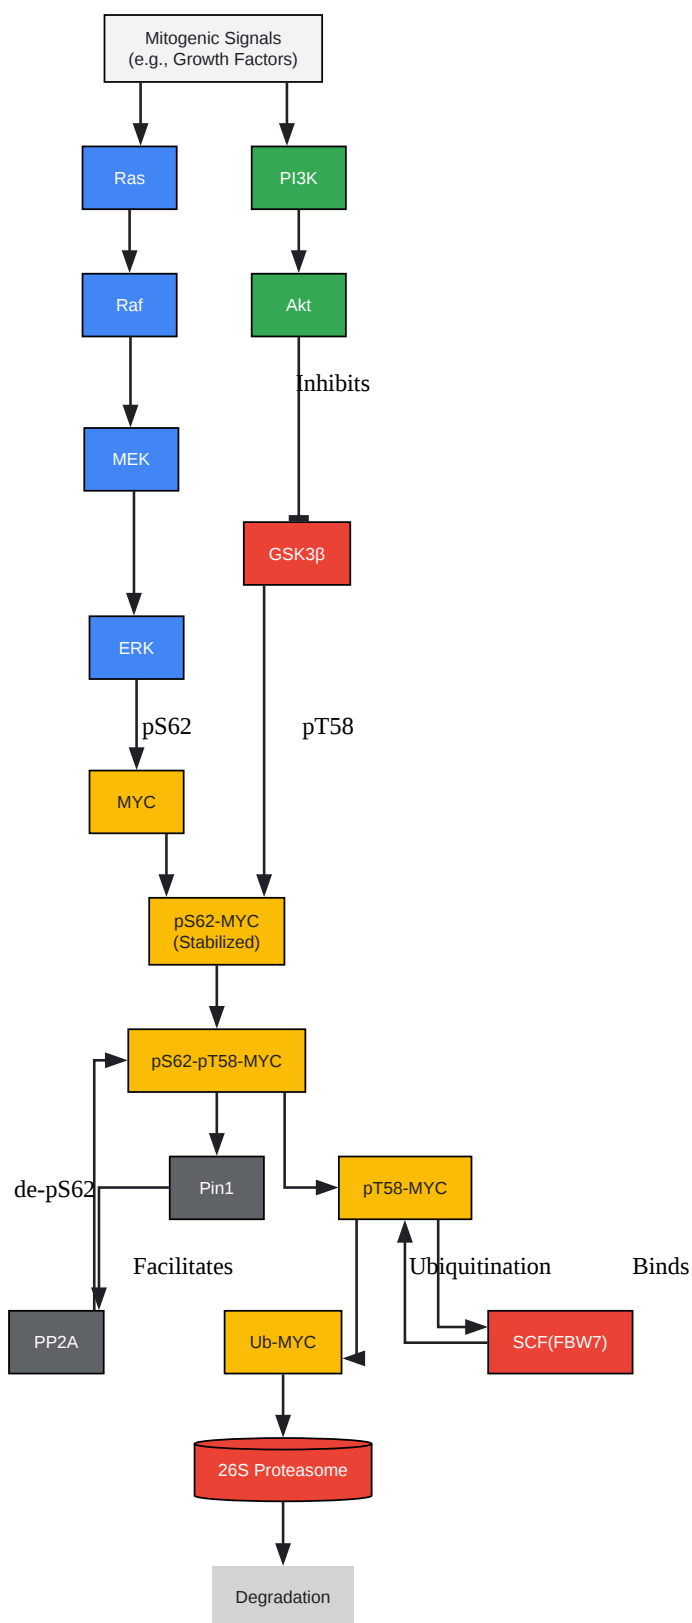 Mitogenic Signals
(e.g., Growth Factors)
Ras
PI3K
Raf
Akt
Inhibits
MEK
GSK3β
ERK
pS62
pT58
MYC
pS62-MYC
(Stabilized)
pS62-pT58-MYC
de-pS62
Pin1
pT58-MYC
Facilitates
Ubiquitination
Binds
PP2A
Ub-MYC
SCF(FBW7)
26S Proteasome
Degradation